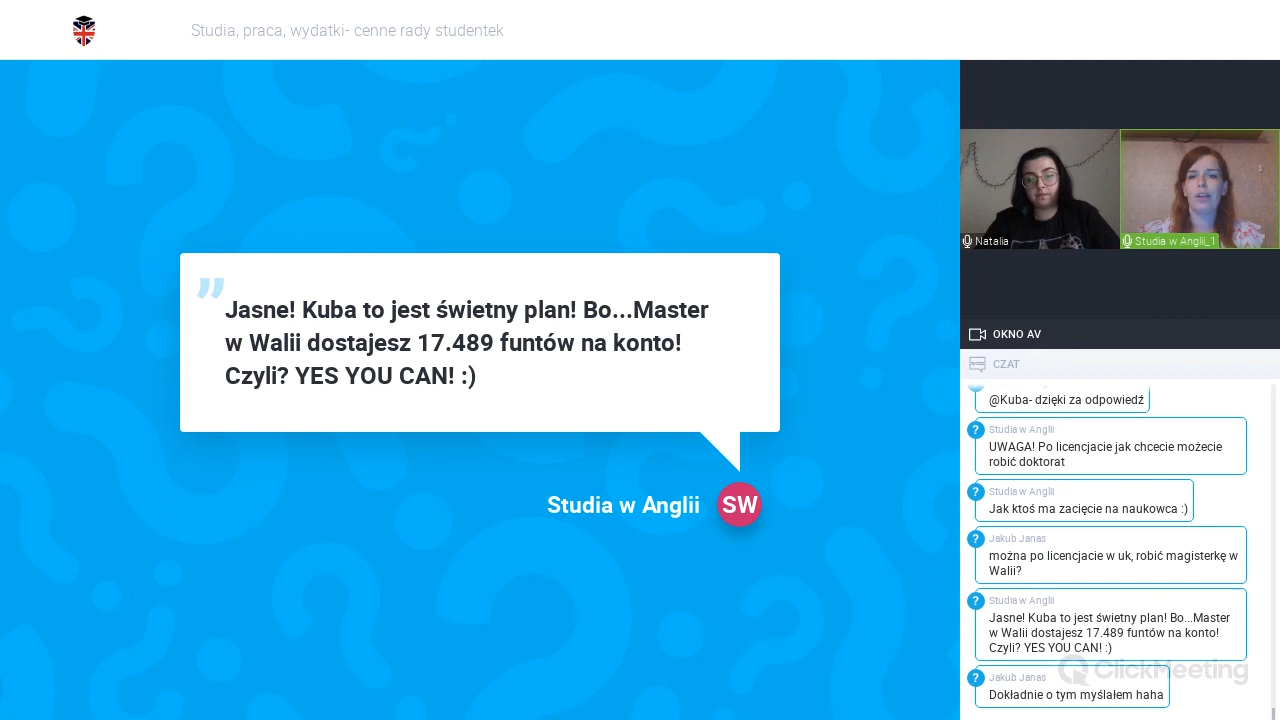 Studia, praca, wydatki- cenne rady studentek
Jasne! Kuba to jest świetny plan! Bo...Master
w Walii dostajesz 17.489 funtów na konto!
Czyli? YES YOU CAN! :)
Studia w Anglii
SW
Natalia
Studia w Anglii_1
OKNO AV
CZAT
@Kuba- dzięki za odpowiedź
?
Studia w Anglii
UWAGA! Po licencjacie jak chcecie możecie
robić doktorat
?
Studia w Anglii
Jak ktoś ma zacięcie na naukowca :)
?
Jakub Janas
można po licencjacie w uk, robić magisterkę w
Walii?
?
Studia w Anglii
Jasne! Kuba to jest świetny plan! Bo...Master
w Walii dostajesz 17.489 funtów na konto!
Czyli? YES YOU CAN! :)
ClickMeeting
?
Jakub Janas
Dokładnie o tym myślałem haha